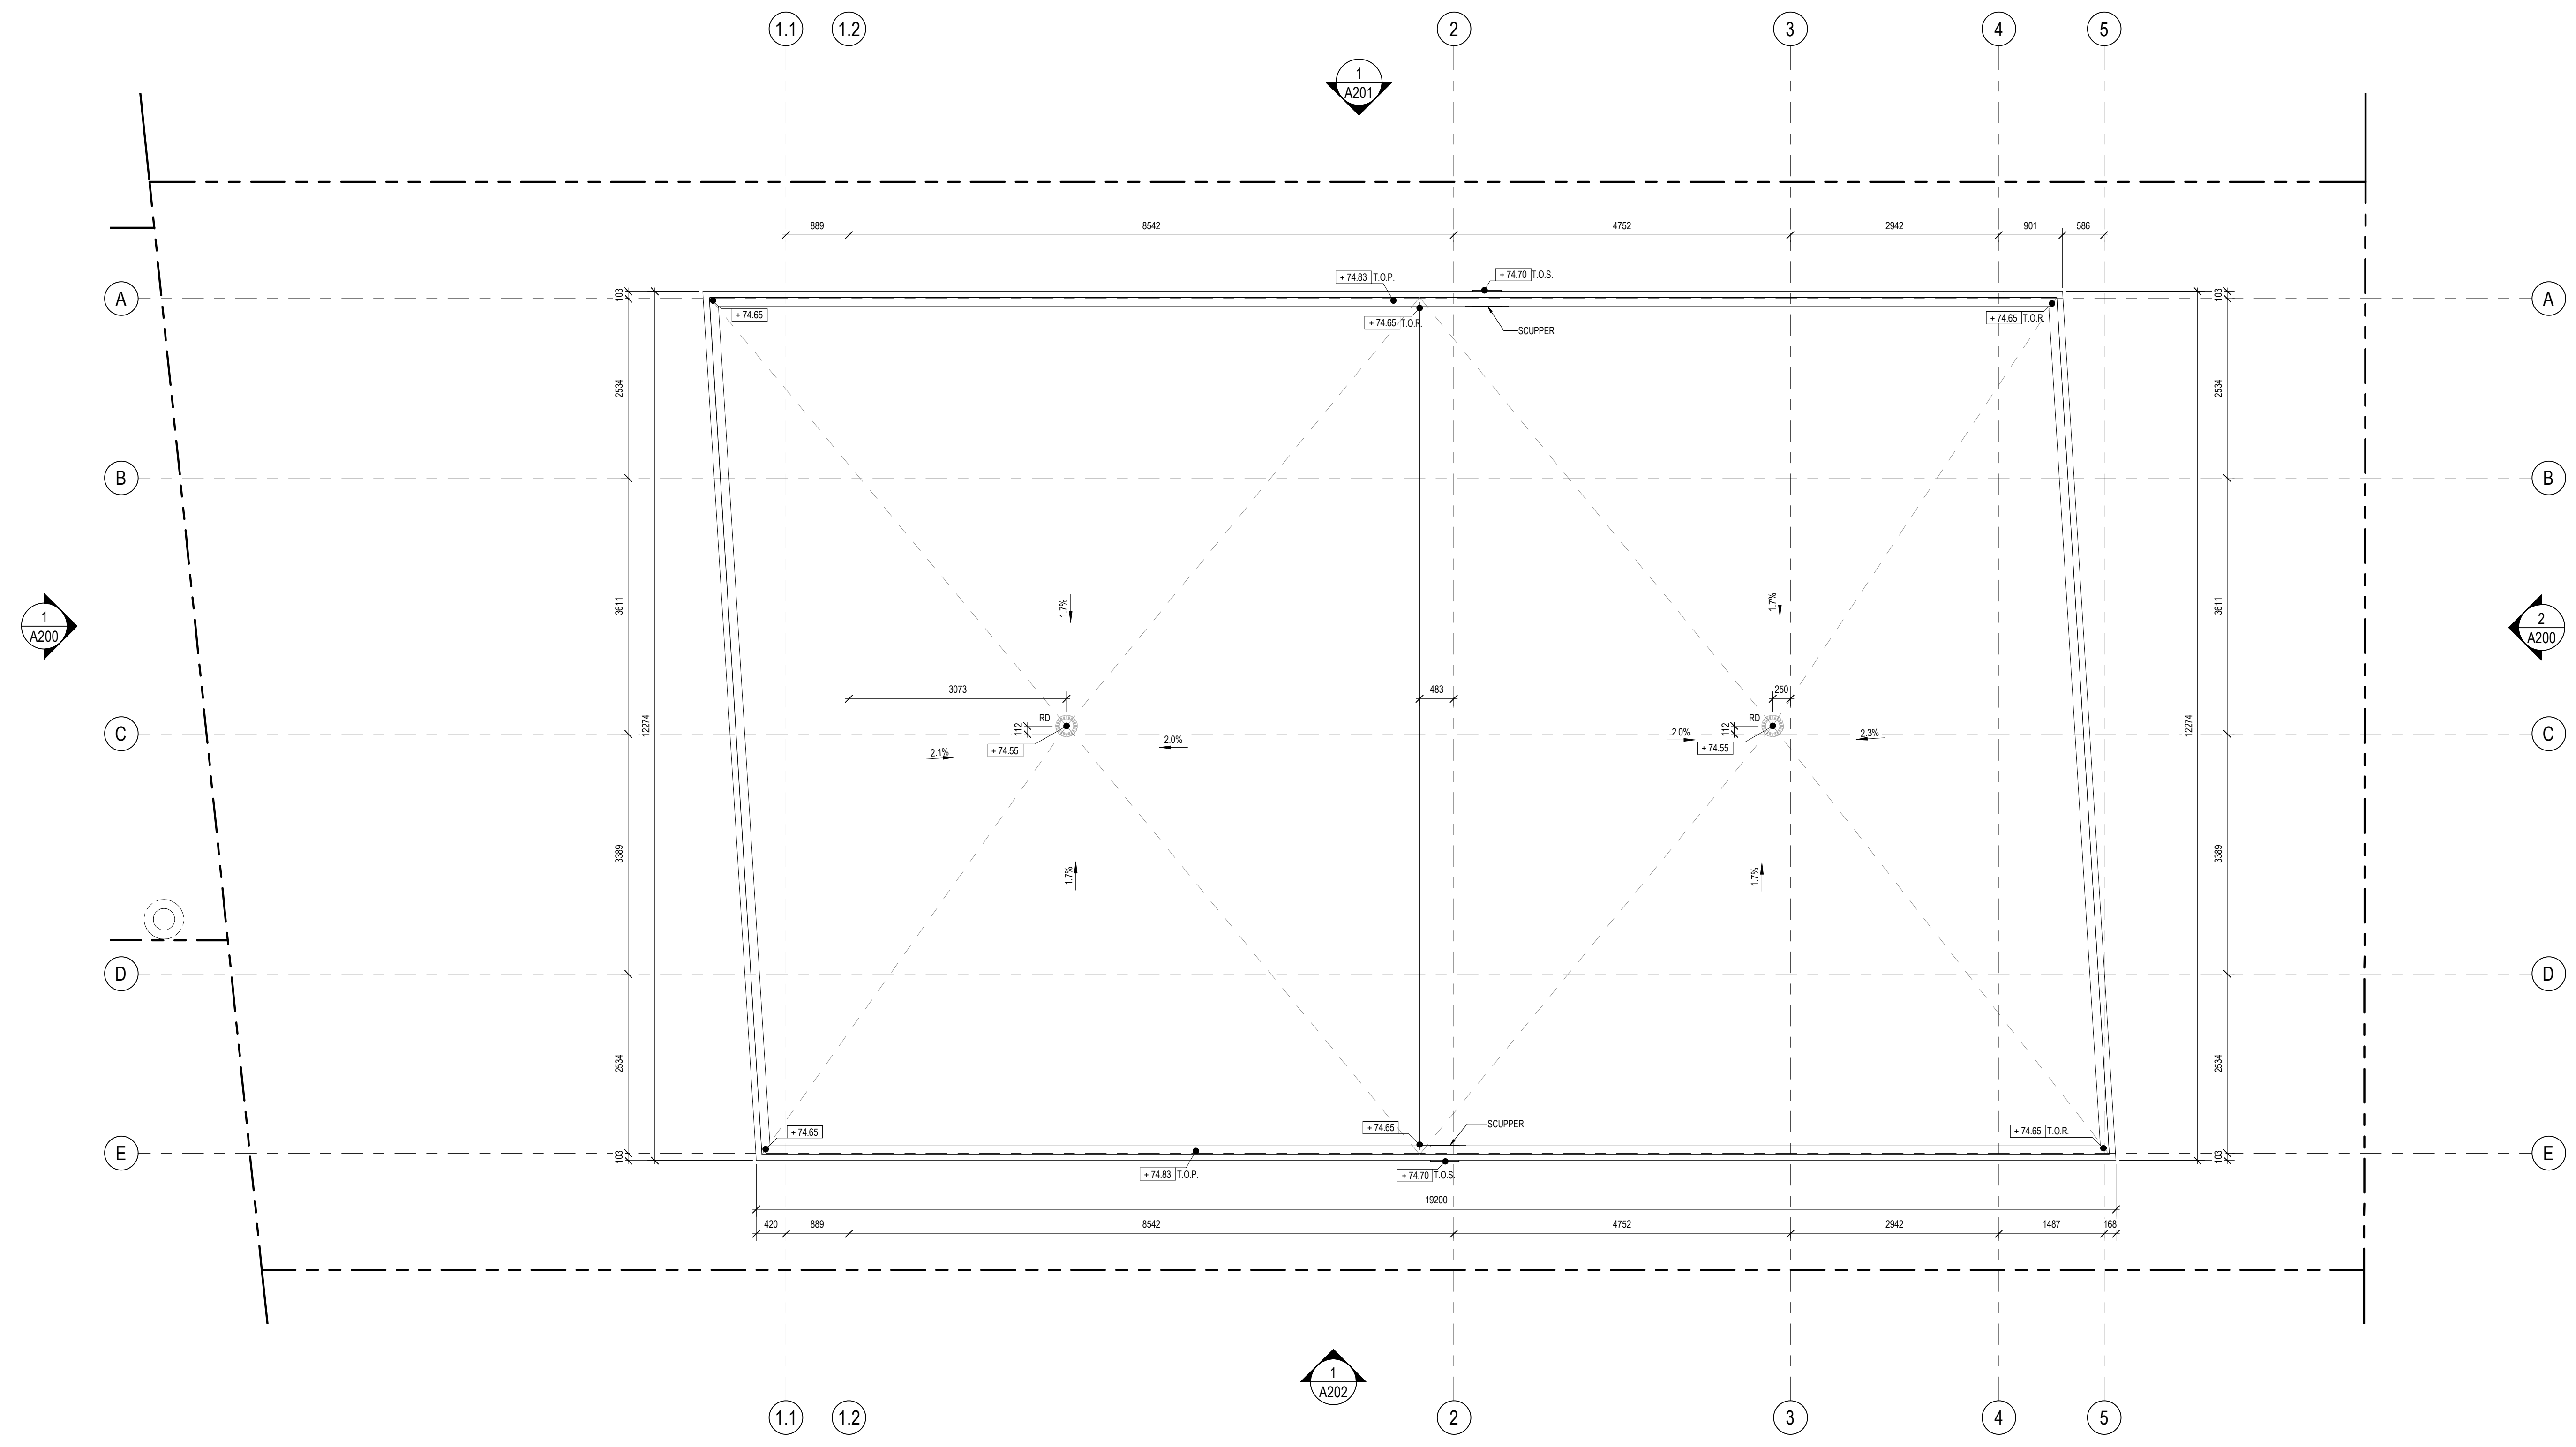 1.1 1.2 2 3 4 5
1
A201
889 8542 4752 2942 901 586
+ 74.83 T.O.P.
+ 74.70 T.O.S.
A 103 103 A
+ 74.65
+ 74.65 T.O.R.
SCUPPER
+ 74.65 T.O.R.
2534 2534
B B
3611 3611
1.7% 1.7%
1
A200
2
A200
3073 483 250
RD RD
112 112
12274 12274
C C
+ 74.55
+ 74.55
2.1% 2.0% 2.0% 2.3%
3389 3389
1.7% 1.7%
D D
2534 2534
+ 74.65
+ 74.65
SCUPPER
+ 74.65 T.O.R.
E 103 103 E
+ 74.83 T.O.P.
+ 74.70 T.O.S.
19200
420 889 8542 4752 2942 1487 168
1
A202
1.1 1.2 2 3 4 5